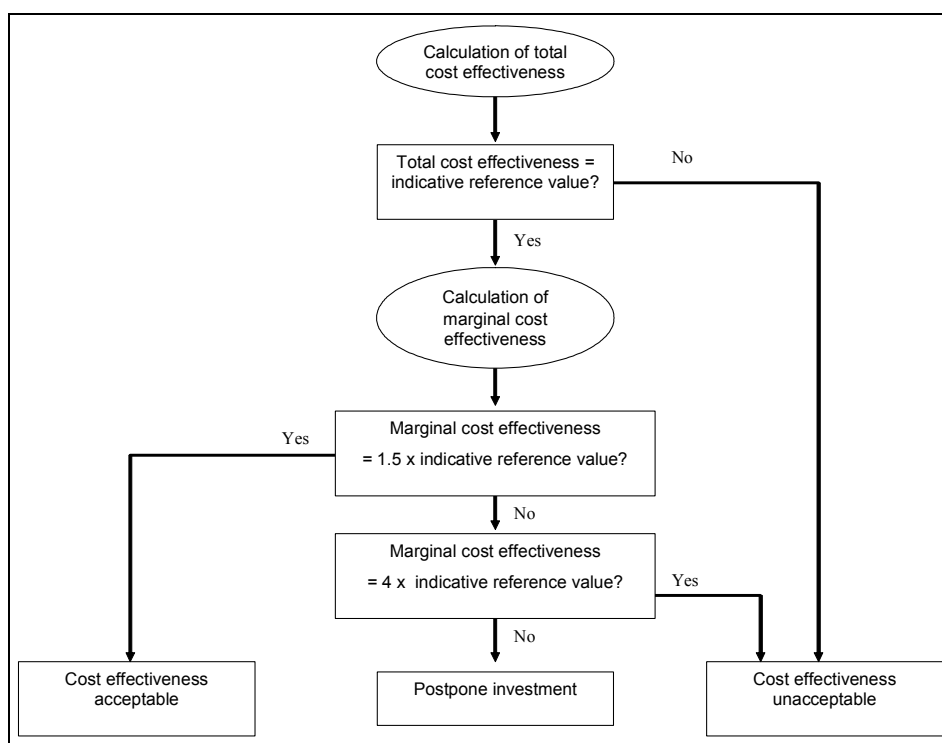 Calculation of total
cost effectiveness
Total cost effectiveness =
indicative reference value?
No
Yes
Calculation of
marginal cost
effectiveness
Marginal cost effectiveness
= 1.5 x indicative reference value?
Yes
No
Marginal cost effectiveness
= 4 x indicative reference value?
Yes
No
Cost effectiveness
acceptable
Postpone investment
Cost effectiveness
unacceptable